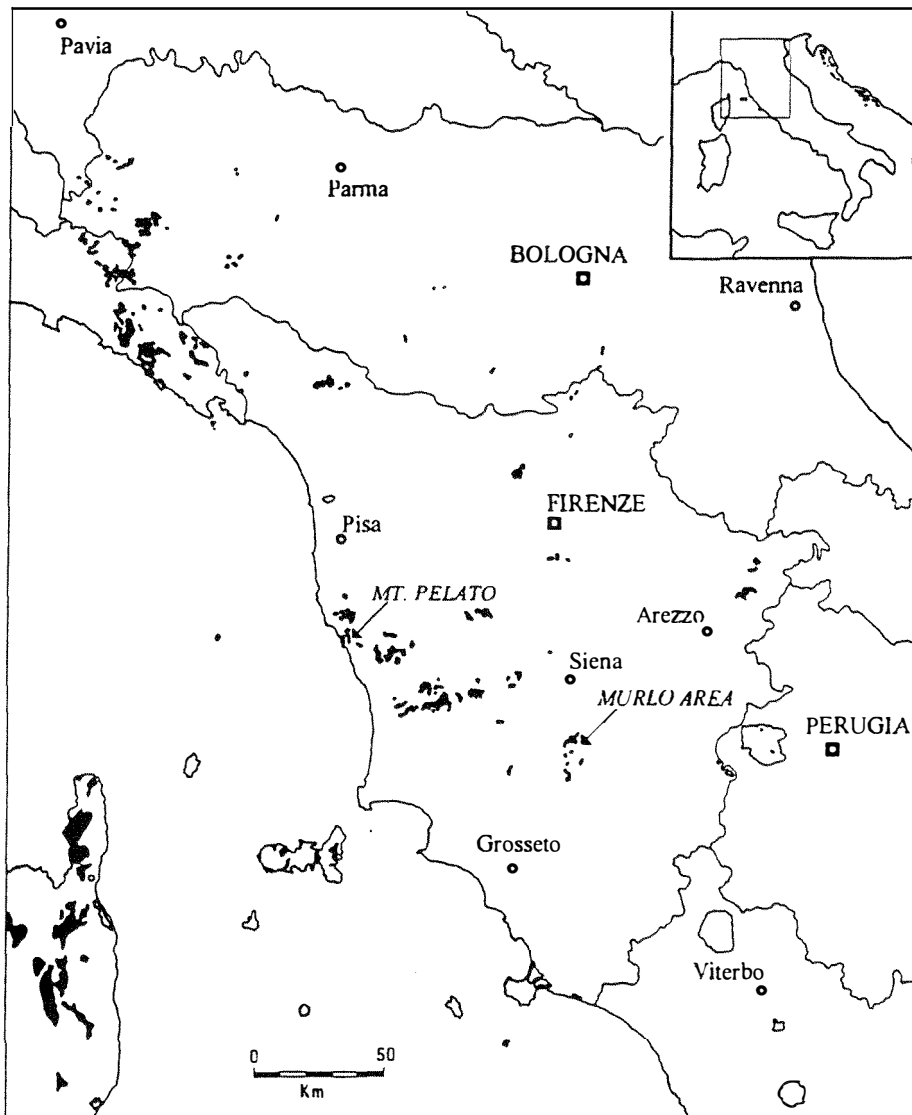 Pavia
Parma
BOLOGNA
Ravenna
FIRENZE
Pisa
MT. PELATO
Arezzo
Siena
MURLO AREA
PERUGIA
Grosseto
Viterbo
0 50
Km